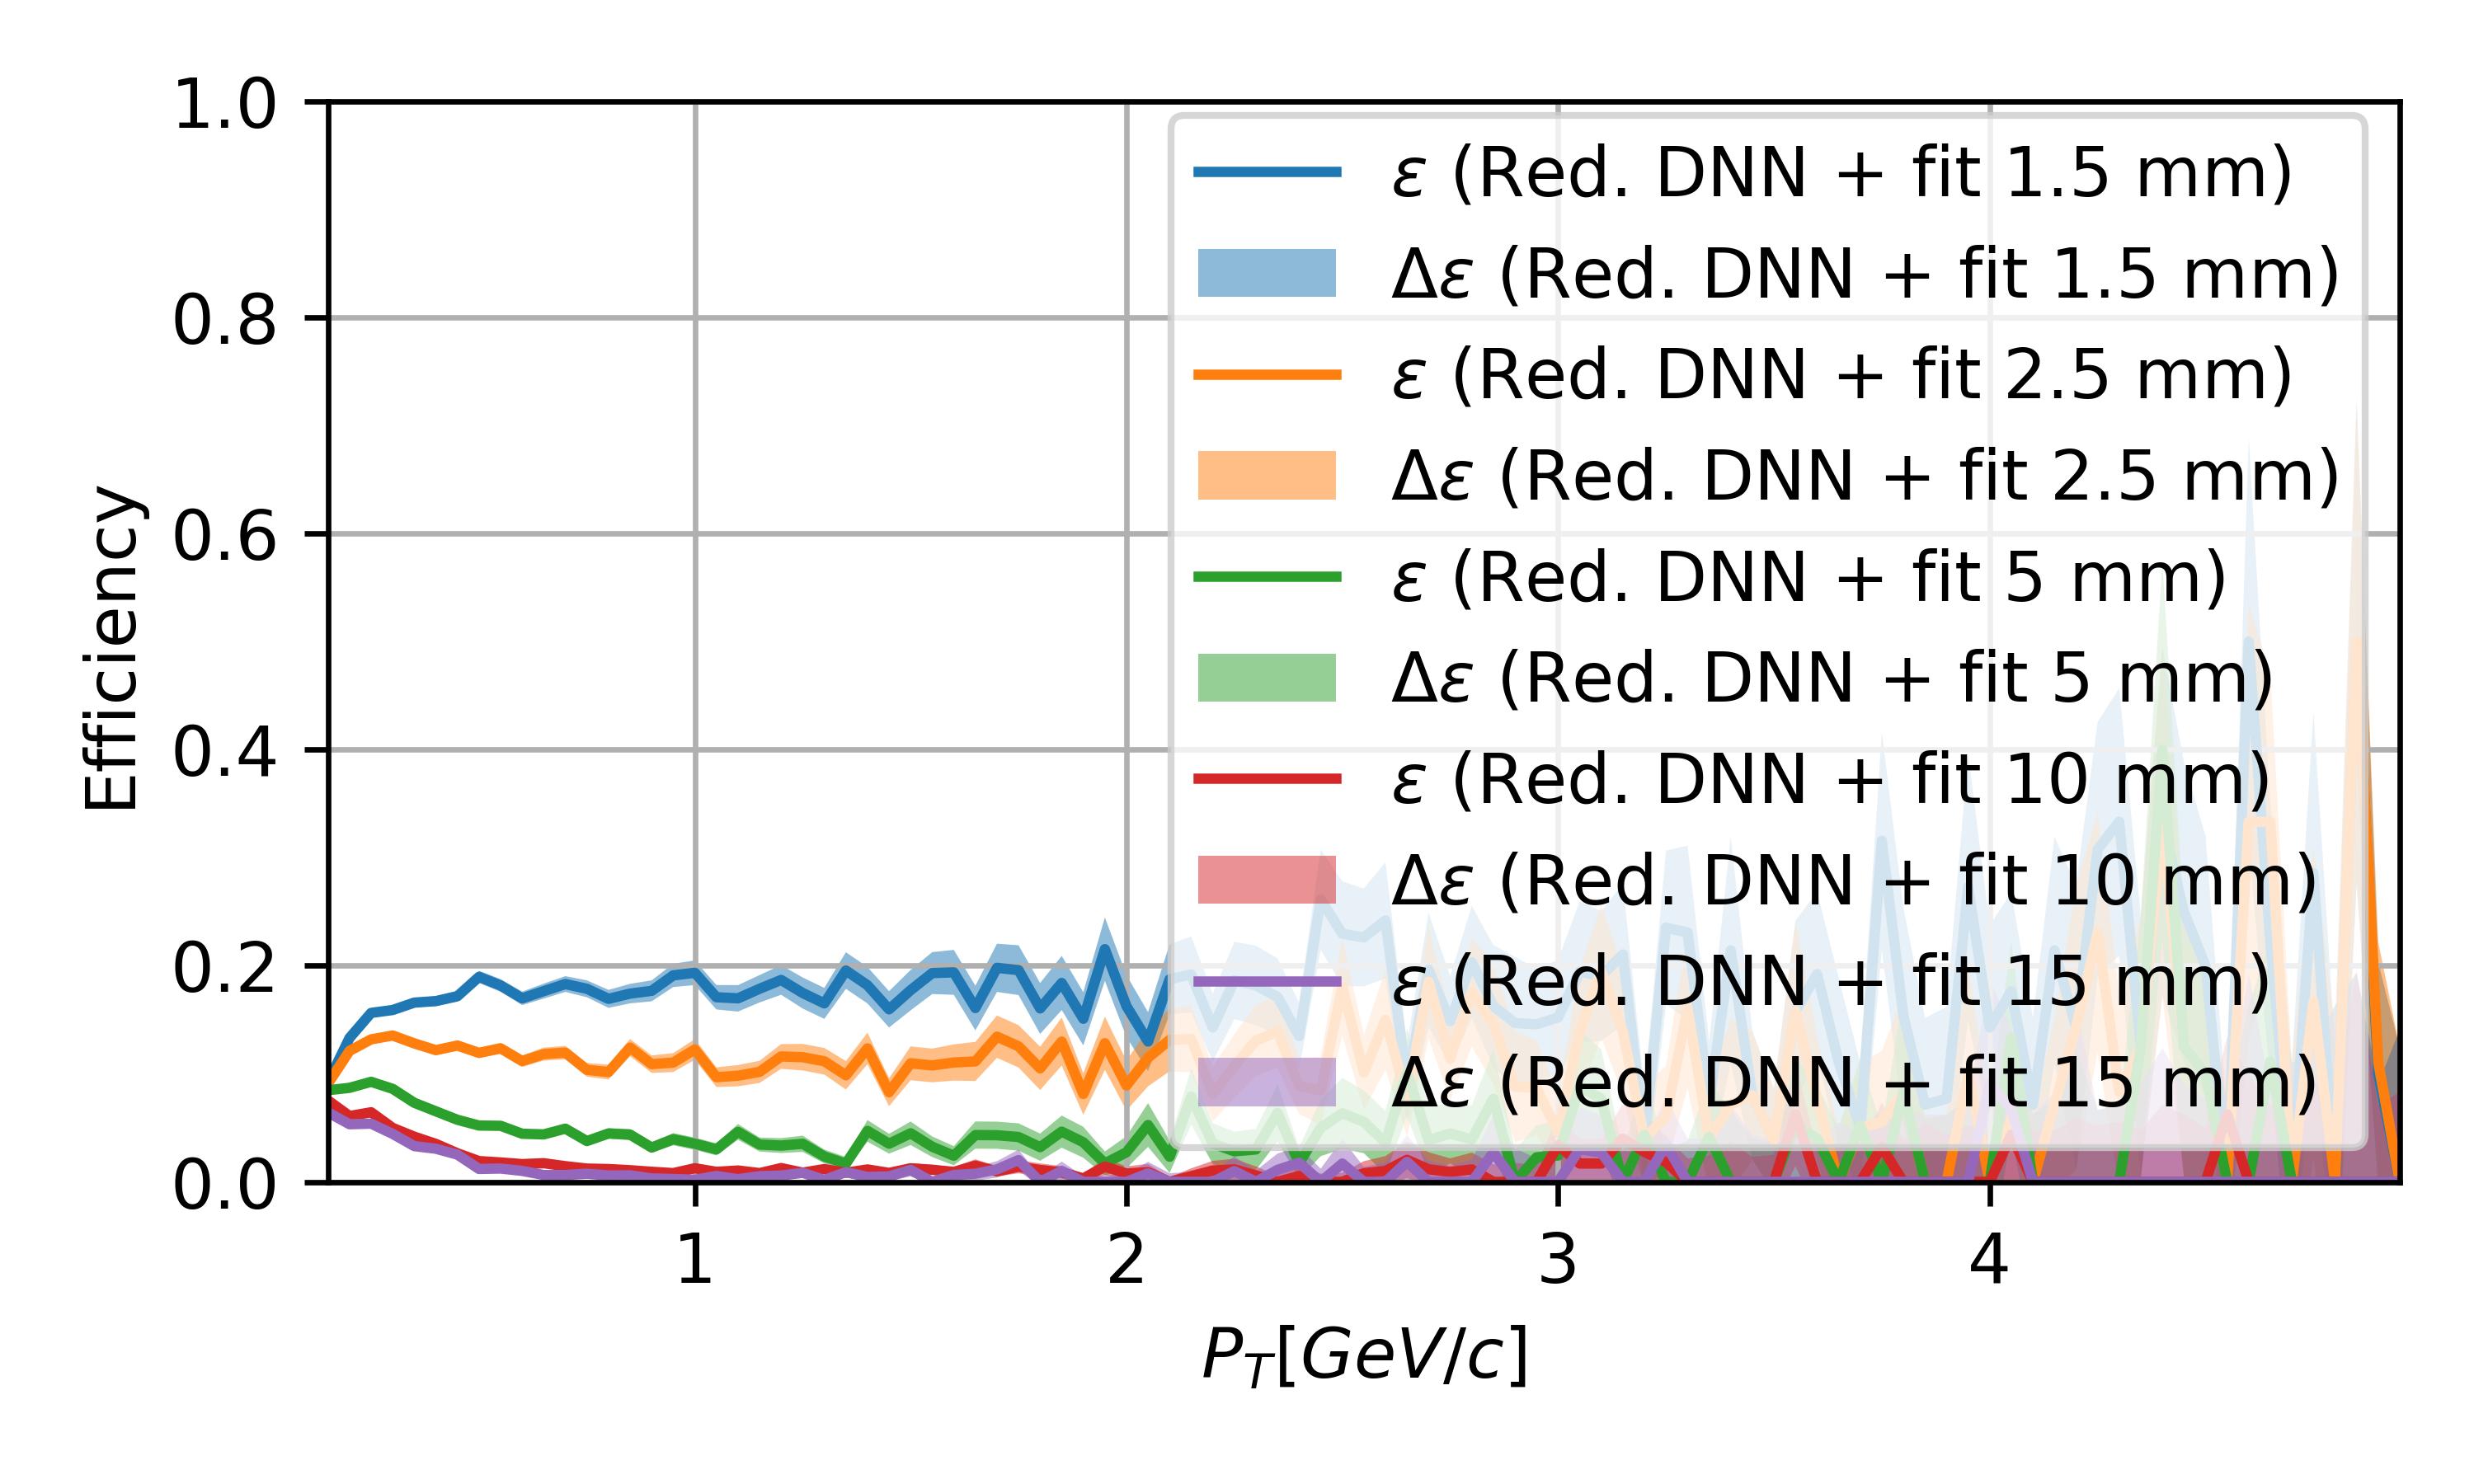 1.0
0.8
0.6
0.4
0.2
0.0
Efficiency
ε (Red. DNN + fit 1.5 mm)
Δε (Red. DNN + fit 1.5 mm)
ε (Red. DNN + fit 2.5 mm)
Δε (Red. DNN + fit 2.5 mm)
ε (Red. DNN + fit 5 mm)
Δε (Red. DNN + fit 5 mm)
ε (Red. DNN + fit 10 mm)
Δε (Red. DNN + fit 10 mm)
ε (Red. DNN + fit 15 mm)
Δε (Red. DNN + fit 15 mm)
1 2 3 4
P_T[GeV/c]